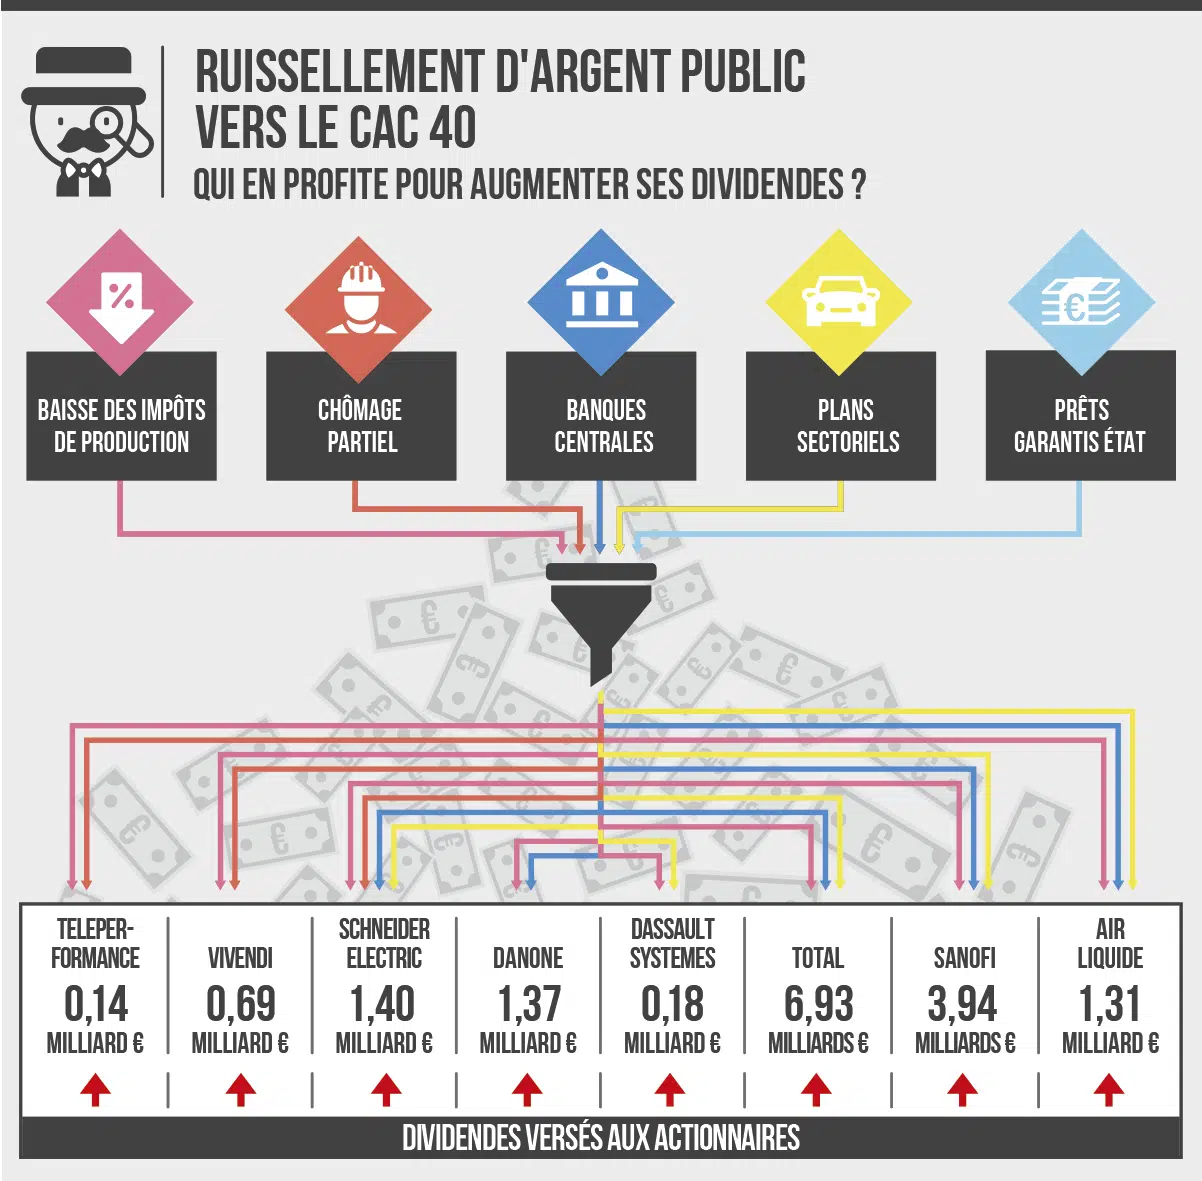 RUISSELLEMENT D'ARGENT PUBLIC
VERS LE CAC 40
QUI EN PROFITE POUR AUGMENTER SES DIVIDENDES ?
%
€
BAISSE DES IMPÔTS
DE PRODUCTION
CHÔMAGE
PARTIEL
BANQUES
CENTRALES
PLANS
SECTORIELS
PRÊTS
GARANTIS ÉTAT
TELEPER-
FORMANCE
0,14
MILLIARD €
VIVENDI
0,69
MILLIARD €
SCHNEIDER
ELECTRIC
1,40
MILLIARD €
DANONE
1,37
MILLIARD €
DASSAULT
SYSTEMES
0,18
MILLIARD €
TOTAL
6,93
MILLIARDS €
SANOFI
3,94
MILLIARDS €
AIR
LIQUIDE
1,31
MILLIARD €
DIVIDENDES VERSÉS AUX ACTIONNAIRES